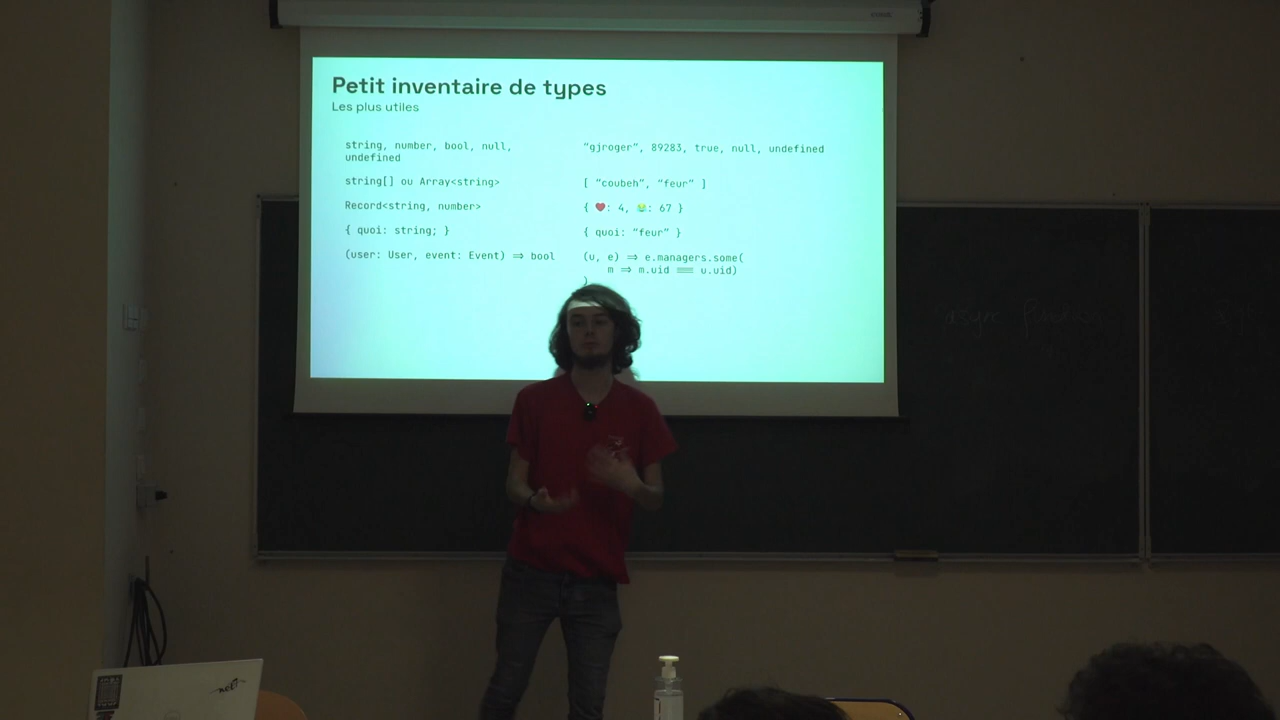 Petit inventaire de types
Les plus utiles
string, number, bool, null,
undefined
"gjroger", 89283, true, null, undefined
string[] ou Array<string>
[ "coubeh", "feur" ]
Record<string, number>
{ ❤️: 4, 😂: 67 }
{ quoi: string; }
{ quoi: "feur" }
(user: User, event: Event) ⇒ bool
(u, e) ⇒ e.managers.some(
m ⇒ m.uid ≡ u.uid)
)
async